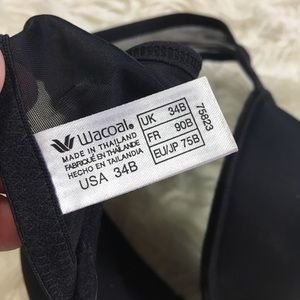 Wacoal.
MADE IN THAILAND
FABRIQUÉ EN THAÏLANDE
HECHO EN TAILANDIA
USA 34B
UK 34B
FR 90B
EU/JP 75B
75823